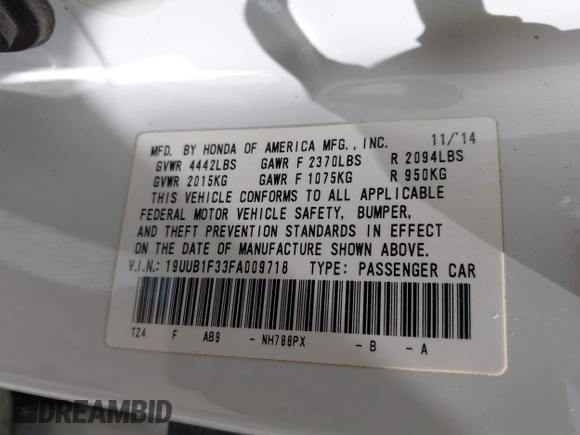 MFD. BY HONDA OF AMERICA MFG., INC. 11/'14
GVWR 4442LBS GAWR F 2370LBS R 2094LBS
GVWR 2015KG GAWR F 1075KG R 950KG
THIS VEHICLE CONFORMS TO ALL APPLICABLE
FEDERAL MOTOR VEHICLE SAFETY, BUMPER,
AND THEFT PREVENTION STANDARDS IN EFFECT
ON THE DATE OF MANUFACTURE SHOWN ABOVE.
V.I.N.: 19UUB1F33FA009718 TYPE: PASSENGER CAR
TZ4 F AB9 - NH788PX - B - A
DREAMBID